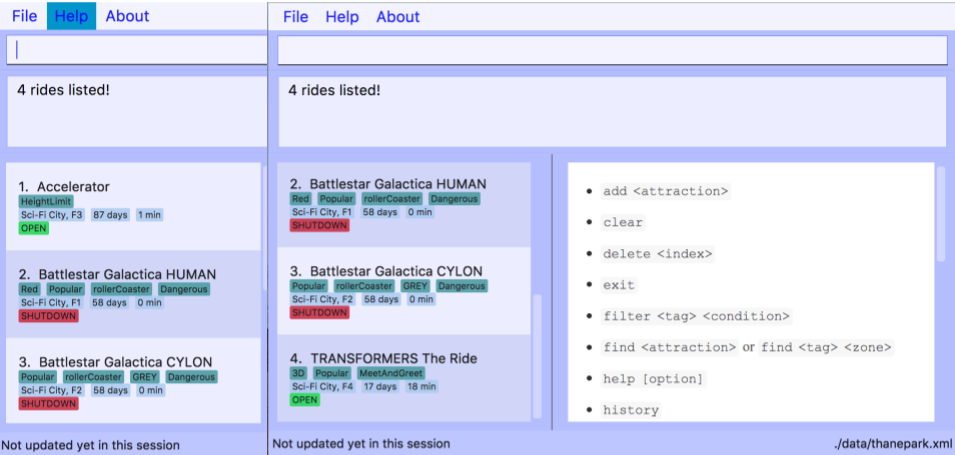 File Help About
4 rides listed!
1. Accelerator
HeightLimit
Sci-Fi City, F3 87 days 1 min
OPEN
2. Battlestar Galactica HUMAN
Red Popular rollerCoaster Dangerous
Sci-Fi City, F1 58 days 0 min
SHUTDOWN
3. Battlestar Galactica CYLON
Popular rollerCoaster GREY Dangerous
Sci-Fi City, F2 58 days 0 min
SHUTDOWN
Not updated yet in this session
File Help About
4 rides listed!
2. Battlestar Galactica HUMAN
Red Popular rollerCoaster Dangerous
Sci-Fi City, F1 58 days 0 min
SHUTDOWN
3. Battlestar Galactica CYLON
Popular rollerCoaster GREY Dangerous
Sci-Fi City, F2 58 days 0 min
SHUTDOWN
4. TRANSFORMERS The Ride
3D Popular MeetAndGreet
Sci-Fi City, F4 17 days 18 min
OPEN
• add <attraction>
• clear
• delete <index>
• exit
• filter <tag> <condition>
• find <attraction> or find <tag> <zone>
• help [option]
• history
Not updated yet in this session
./data/thanepark.xml